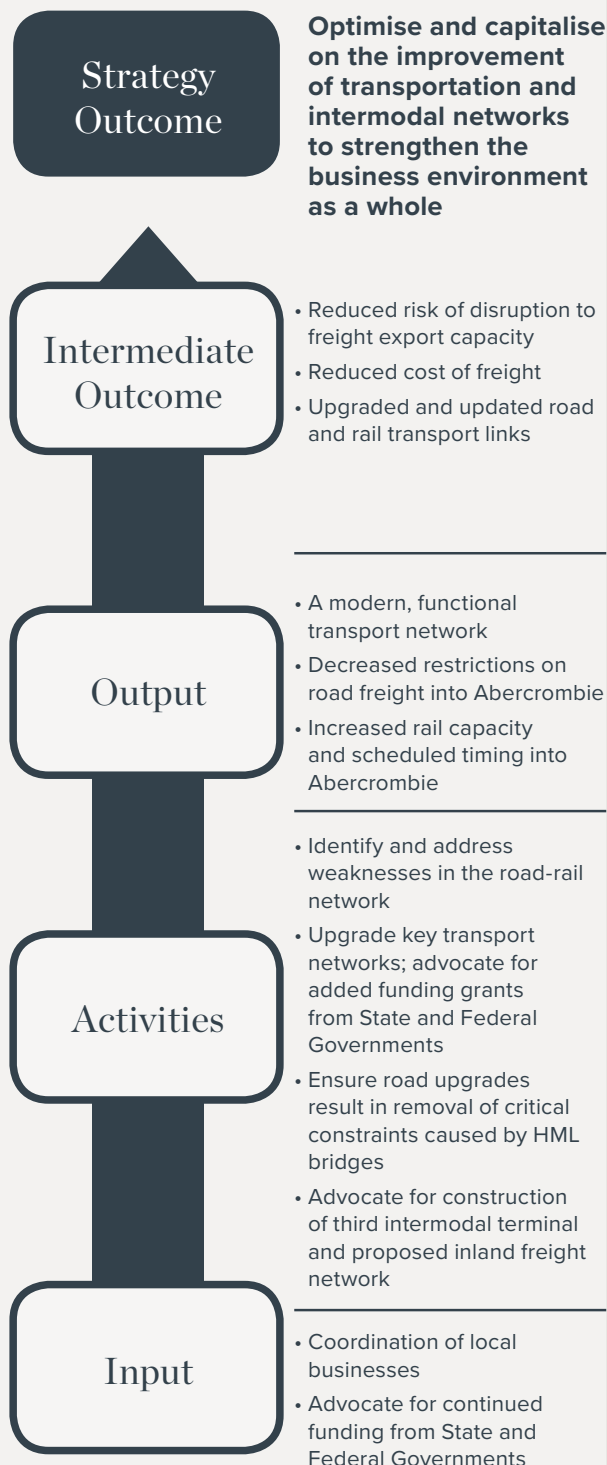 Strategy
Outcome
Optimise and capitalise
on the improvement
of transportation and
intermodal networks
to strengthen the
business environment
as a whole
Intermediate
Outcome
• Reduced risk of disruption to
freight export capacity
• Reduced cost of freight
• Upgraded and updated road
and rail transport links
Output
• A modern, functional
transport network
• Decreased restrictions on
road freight into Abercrombie
• Increased rail capacity
and scheduled timing into
Abercrombie
Activities
• Identify and address
weaknesses in the road-rail
network
• Upgrade key transport
networks; advocate for
added funding grants
from State and Federal
Governments
• Ensure road upgrades
result in removal of critical
constraints caused by HML
bridges
• Advocate for construction
of third intermodal terminal
and proposed inland freight
network
Input
• Coordination of local
businesses
• Advocate for continued
funding from State and
Federal Governments